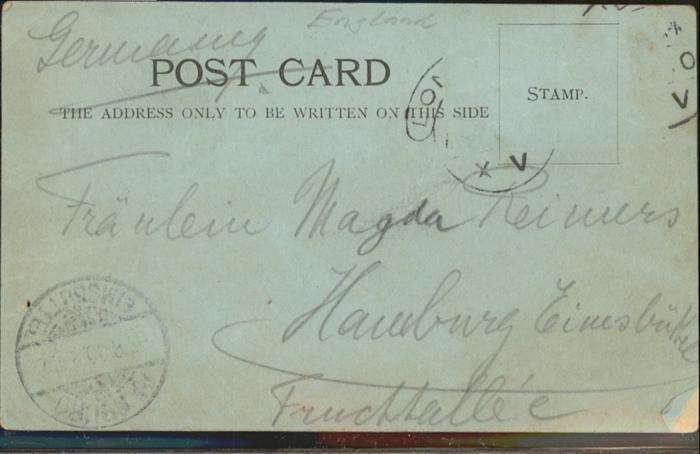 England
Germany
POST CARD
THE ADDRESS ONLY TO BE WRITTEN ON THIS SIDE
STAMP.
Fräulein Magda Reimers
Hamburg Eimsbüttel
Fruchtallée